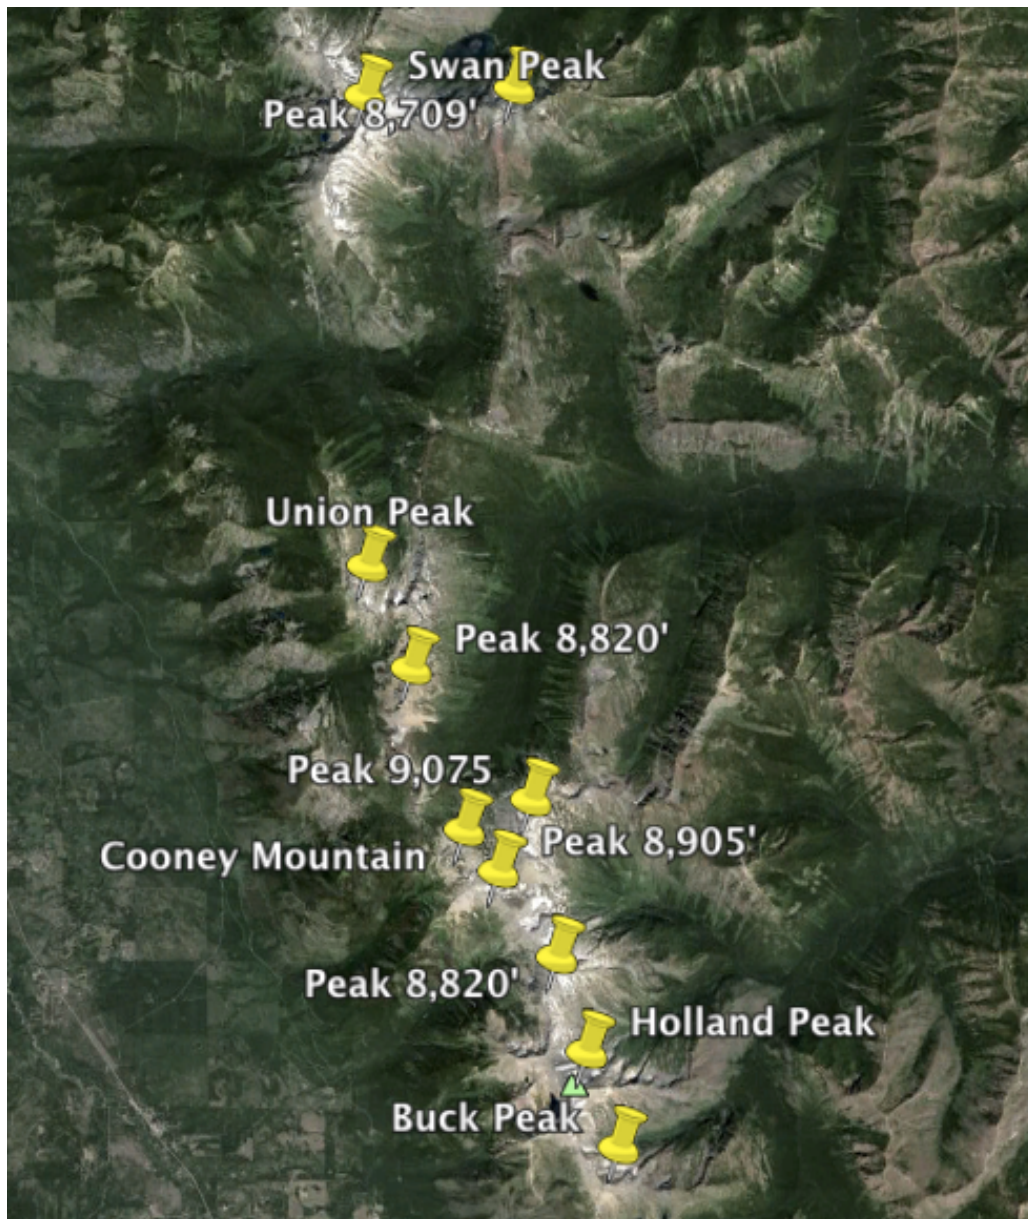 Swan Peak
Peak 8,709'
Union Peak
Peak 8,820'
Peak 9,075
Peak 8,905'
Cooney Mountain
Peak 8,820'
Holland Peak
Buck Peak